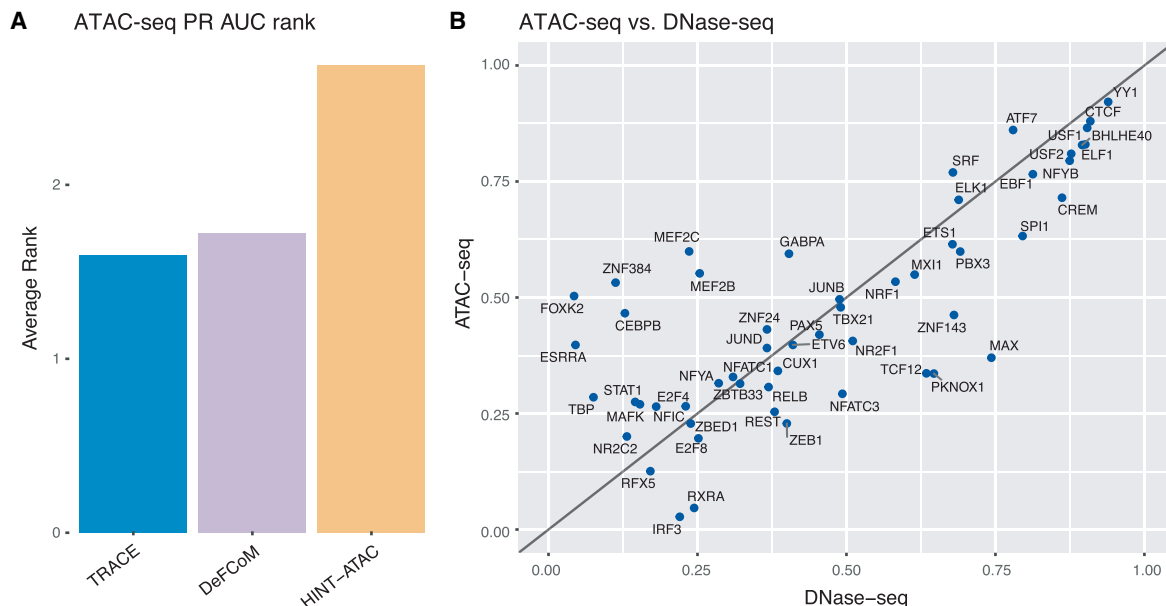 A ATAC-seq PR AUC rank
Average Rank
2
1
0
TRACE
DeFCoM
HINT–ATAC
B ATAC-seq vs. DNase-seq
ATAC–seq
1.00
0.75
0.50
0.25
0.00
0.00 0.25 0.50 0.75 1.00
DNase–seq
YY1
CTCF
ATF7
USF1
BHLHE40
USF2
ELF1
SRF
NFYB
EBF1
ELK1
CREM
SPI1
ETS1
MEF2C
GABPA
PBX3
ZNF384
MXI1
MEF2B
NRF1
JUNB
FOXK2
TBX21
ZNF24
CEBPB
PAX5
ZNF143
JUND
ETV6
NR2F1
ESRRA
MAX
NFATC1
CUX1
TCF12
NFYA
PKNOX1
STAT1
E2F4
ZBTB33
RELB
TBP
MAFK
NFIC
NFATC3
ZBED1
REST
NR2C2
E2F8
ZEB1
RFX5
RXRA
IRF3